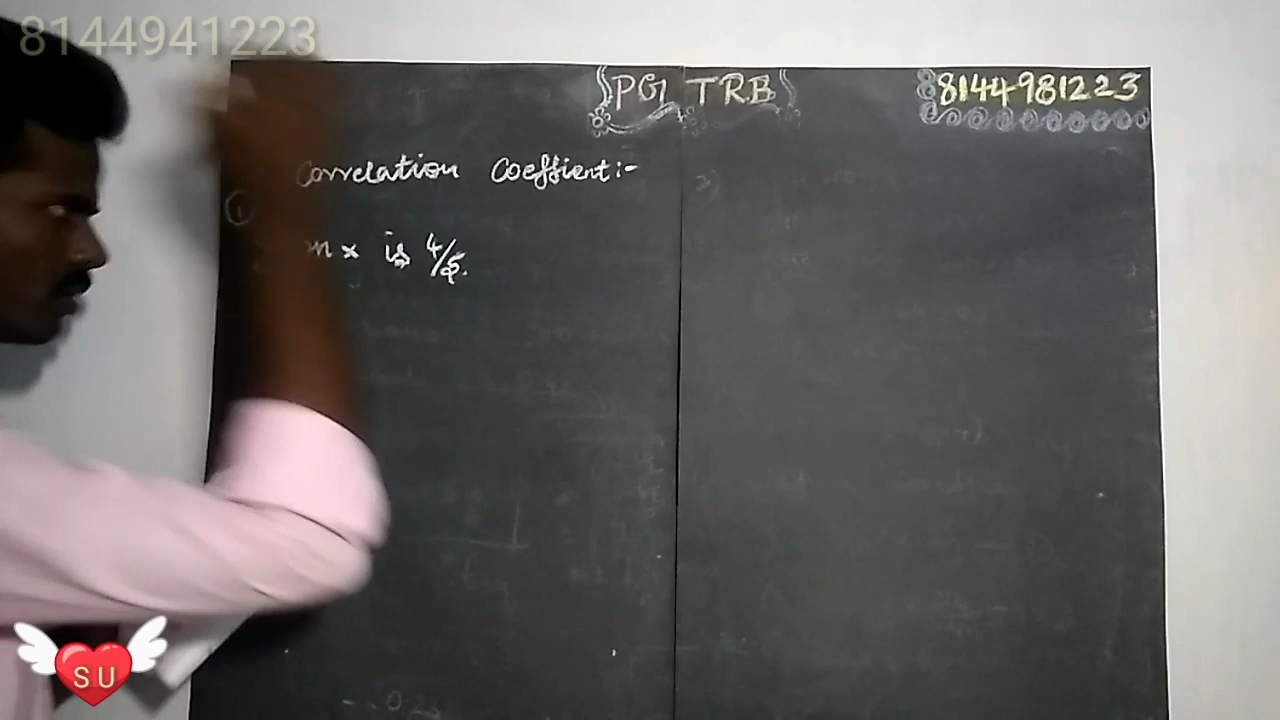 8144941223
PG TRB
8144981223
Correlation Coeffient:-
①
x is 4/5.
S U